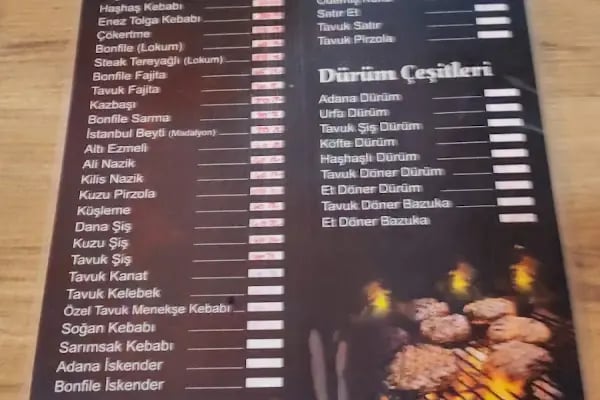 Haşhaş Kebabı
Enez Tolga Kebabı
Çökertme
Bonfile (Lokum)
Steak Tereyağlı (Lokum)
Bonfile Fajita
Tavuk Fajita
Kazbaşı
Bonfile Sarma
İstanbul Beyti (Madalyon)
Altı Ezmeli
Ali Nazik
Kilis Nazik
Kuzu Pirzola
Küşleme
Dana Şiş
Kuzu Şiş
Tavuk Şiş
Tavuk Kanat
Tavuk Kelebek
Özel Tavuk Menekşe Kebabı
Soğan Kebabı
Sarımsak Kebabı
Adana İskender
Bonfile İskender
Satır Et
Tavuk Satır
Tavuk Pirzola
Dürüm Çeşitleri
Adana Dürüm
Urfa Dürüm
Tavuk Şiş Dürüm
Köfte Dürüm
Haşhaşlı Dürüm
Tavuk Döner Dürüm
Et Döner Dürüm
Tavuk Döner Bazuka
Et Döner Bazuka